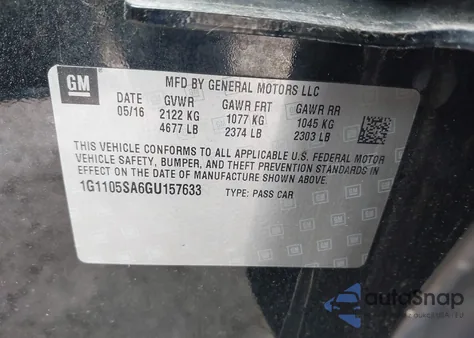 GM
MFD BY GENERAL MOTORS LLC
DATE GVWR GAWR FRT GAWR RR
05/16 2122 KG 1077 KG 1045 KG
4677 LB 2374 LB 2303 LB
THIS VEHICLE CONFORMS TO ALL APPLICABLE U.S. FEDERAL MOTOR
VEHICLE SAFETY, BUMPER, AND THEFT PREVENTION STANDARDS IN
EFFECT ON THE DATE OF MANUFACTURE SHOWN ABOVE.
1G1105SA6GU157633 TYPE: PASS CAR
autoSnap